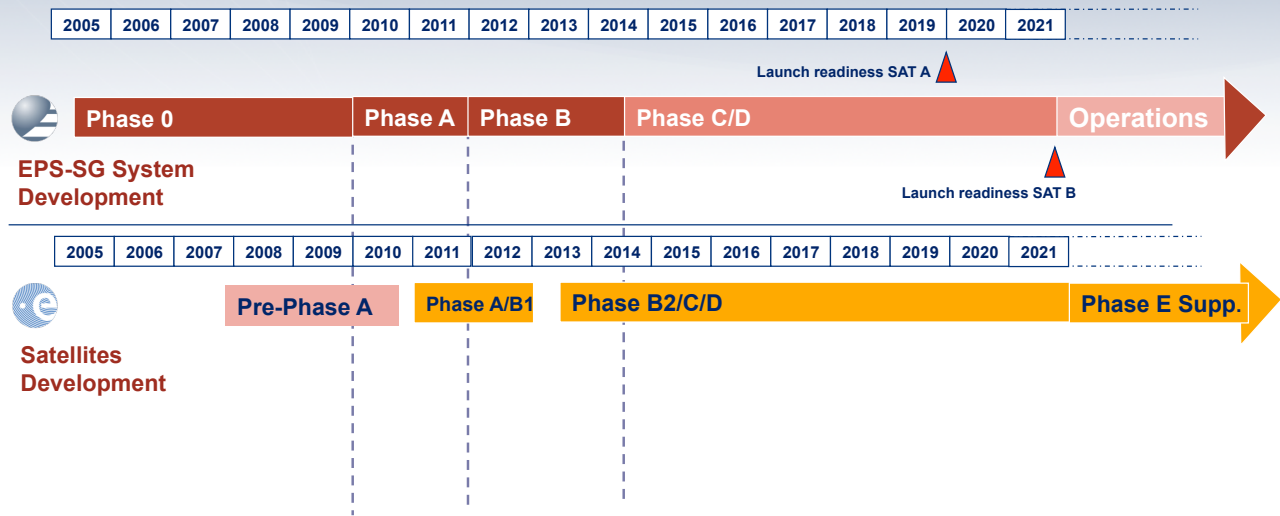 2005 2006 2007 2008 2009 2010 2011 2012 2013 2014 2015 2016 2017 2018 2019 2020 2021
Launch readiness SAT A
Phase 0 Phase A Phase B Phase C/D Operations
EPS-SG System
Development
Launch readiness SAT B
2005 2006 2007 2008 2009 2010 2011 2012 2013 2014 2015 2016 2017 2018 2019 2020 2021
Pre-Phase A Phase A/B1 Phase B2/C/D Phase E Supp.
Satellites
Development